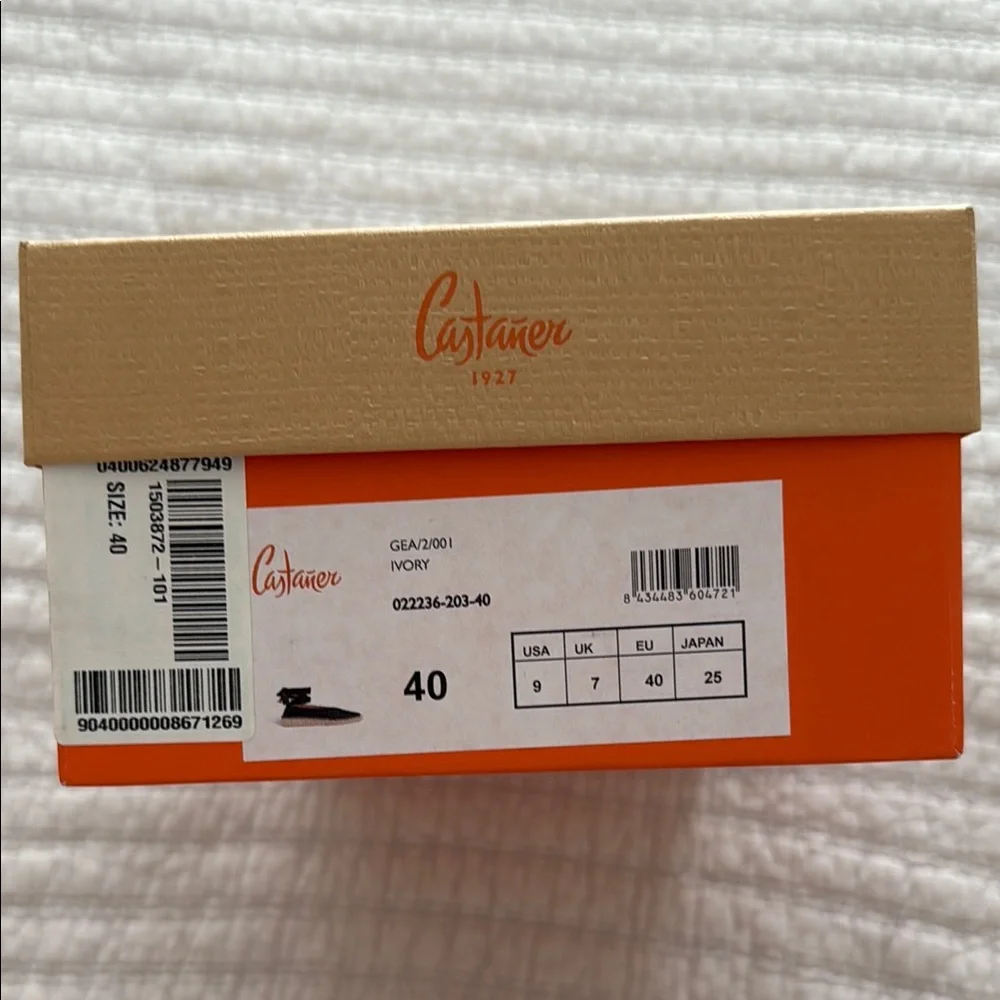 Castañer
1927
0400624877949
SIZE: 40
1503872-101
9040000008671269
Castañer
GEA/2/001
IVORY
022236-203-40
8 434483 604721
40
USA UK EU JAPAN
9 7 40 25